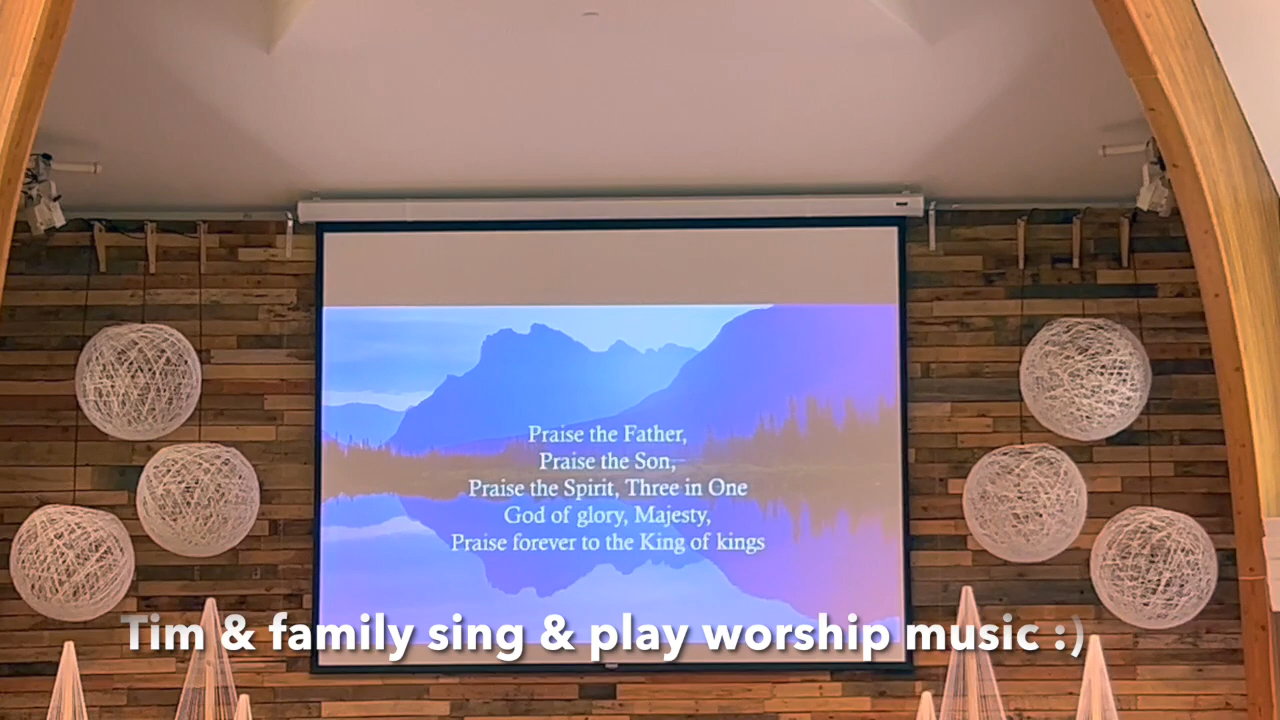 Praise the Father,
Praise the Son,
Praise the Spirit, Three in One
God of glory, Majesty,
Praise forever to the King of kings
Tim & family sing & play worship music :)